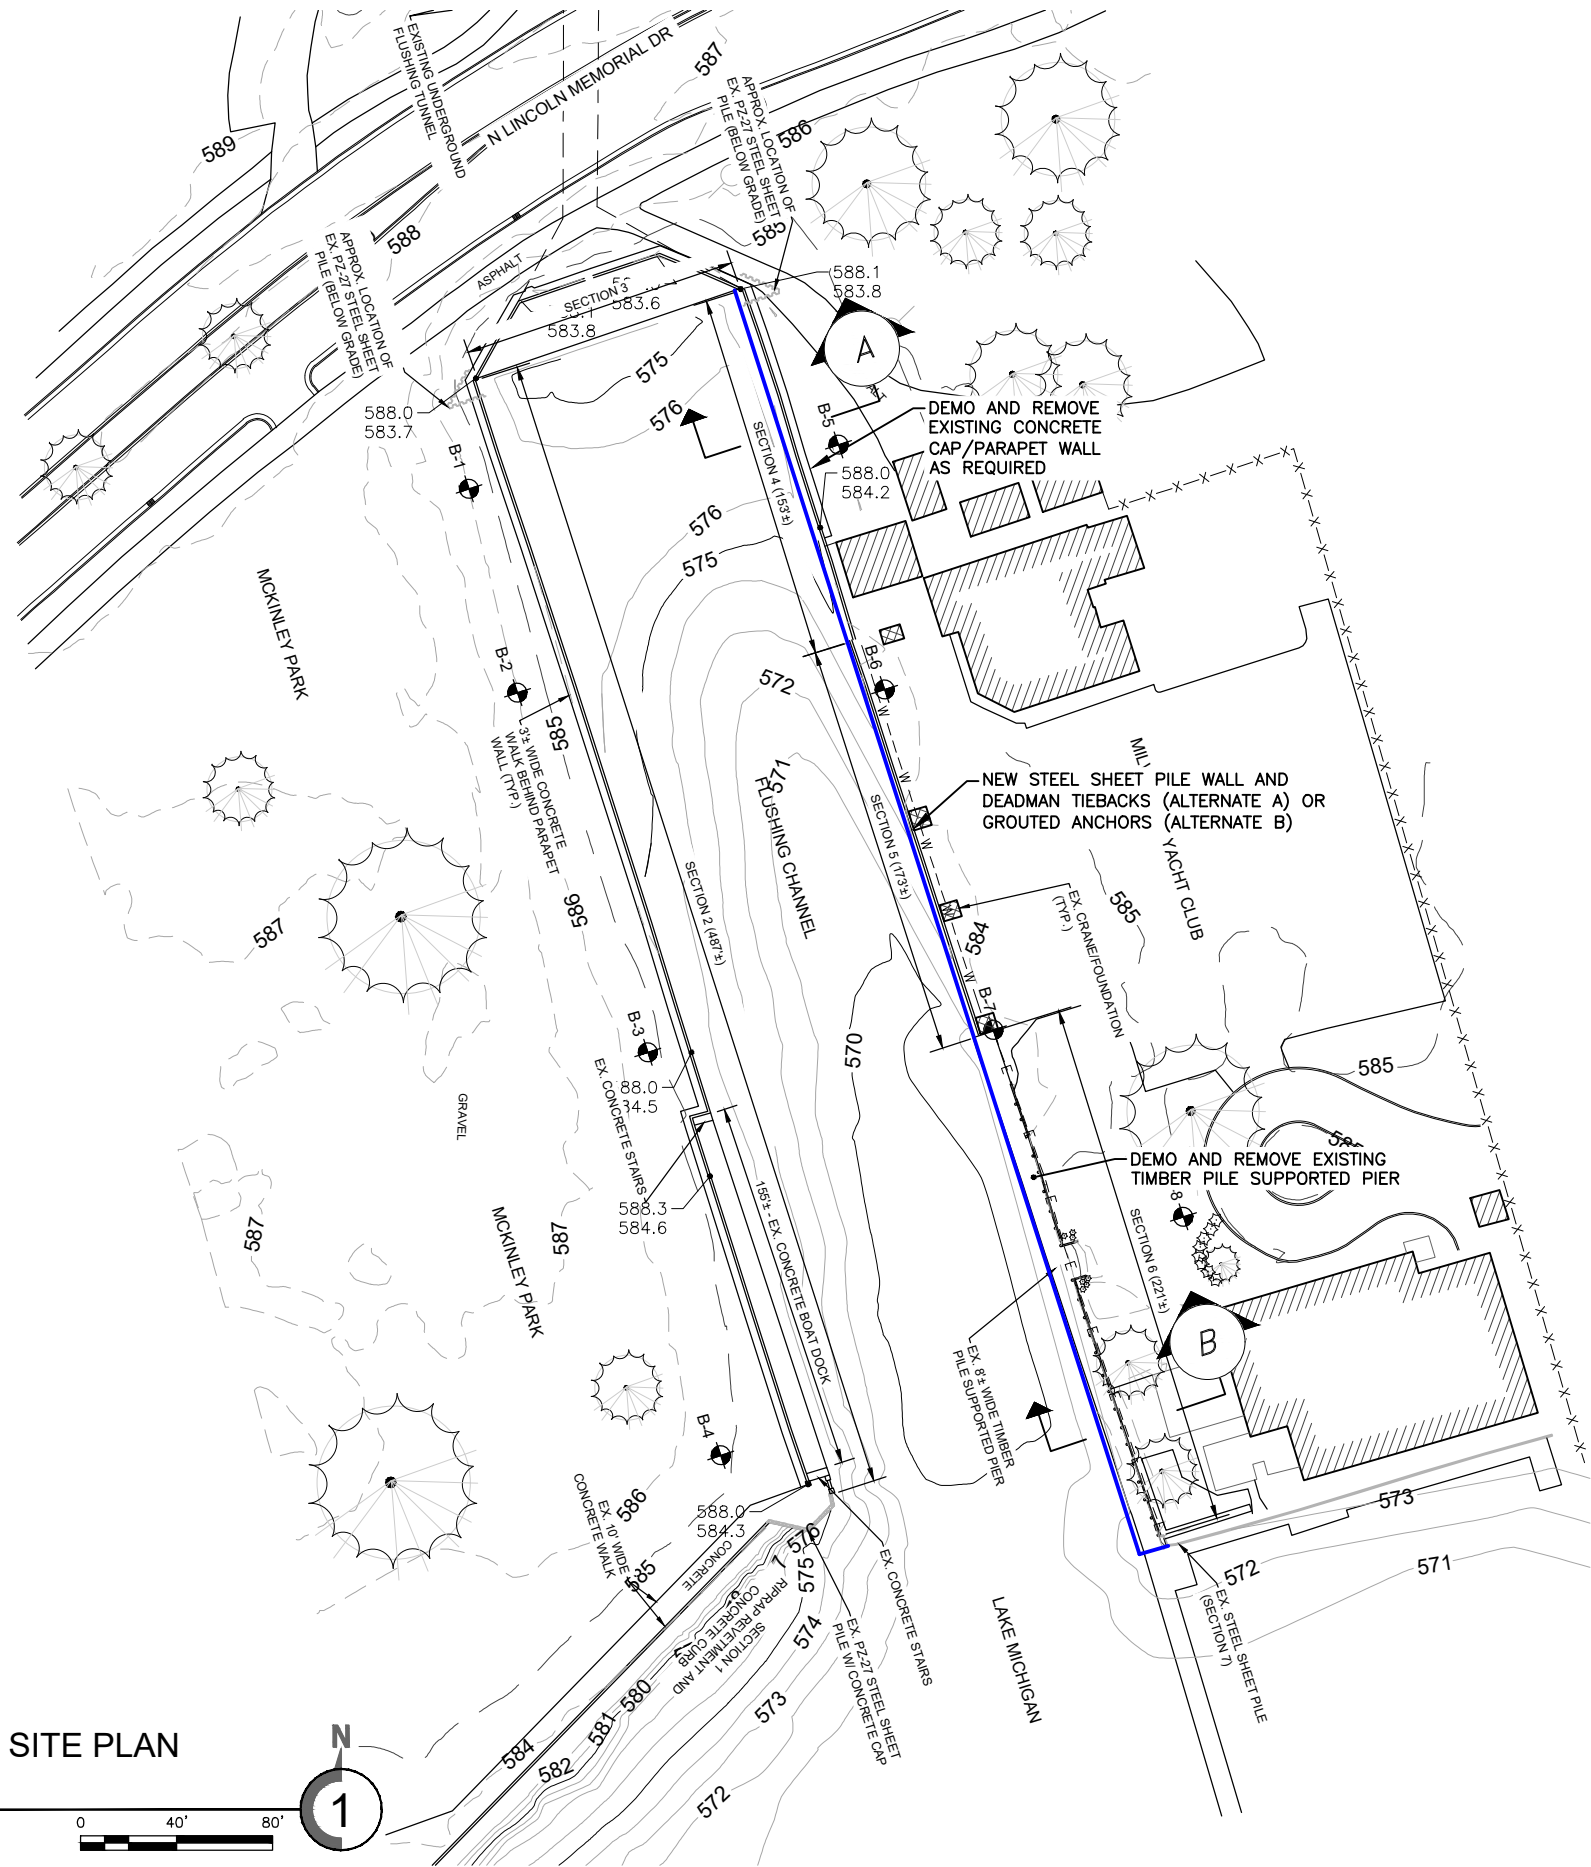 EXISTING UNDERGROUND
FLUSHING TUNNEL
N LINCOLN MEMORIAL DR
587
APPROX. LOCATION OF
EX. PZ-27 STEEL SHEET
PILE (BELOW GRADE)
586
589
588
585
APPROX. LOCATION OF
EX. PZ-27 STEEL SHEET
PILE (BELOW GRADE)
ASPHALT
SECTION 3
583.6
583.8
588.1
583.8
A
575
576
588.0
583.7
B-1
B-5
DEMO AND REMOVE
EXISTING CONCRETE
CAP/PARAPET WALL
AS REQUIRED
SECTION 4 (153'±)
588.0
584.2
576
575
MCKINLEY PARK
B-2
B-6
572
585
3'± WIDE CONCRETE
WALK BEHIND PARAPET
WALL (TYP.)
571
FLUSHING CHANNEL
W
W
W
W
NEW STEEL SHEET PILE WALL AND
DEADMAN TIEBACKS (ALTERNATE A) OR
GROUTED ANCHORS (ALTERNATE B)
YACHT CLUB
SECTION 5 (173'±)
SECTION 2 (487'±)
EX. CRANE/FOUNDATION
(TYP.)
585
584
586
587
B-7
B-3
570
585
EX. CONCRETE STAIRS
GRAVEL
DEMO AND REMOVE EXISTING
TIMBER PILE SUPPORTED PIER
155'± - EX. CONCRETE BOAT DOCK
588.3
584.6
SECTION 6 (221'±)
587
587
MCKINLEY PARK
B
EX. 8'± WIDE TIMBER
PILE SUPPORTED PIER
B-4
EX. 10' WIDE
CONCRETE WALK
586
588.0
584.3
CONCRETE
576
575
585
573
572
571
EX. CONCRETE STAIRS
SECTION 1
RIPRAP REVETMENT AND
CONCRETE CURB
574
EX. PZ-27 STEEL SHEET
PILE W/ CONCRETE CAP
LAKE MICHIGAN
EX. STEEL SHEET PILE
(SECTION 7)
580
581
573
584
582
572
SITE PLAN
N
1
0 40' 80'